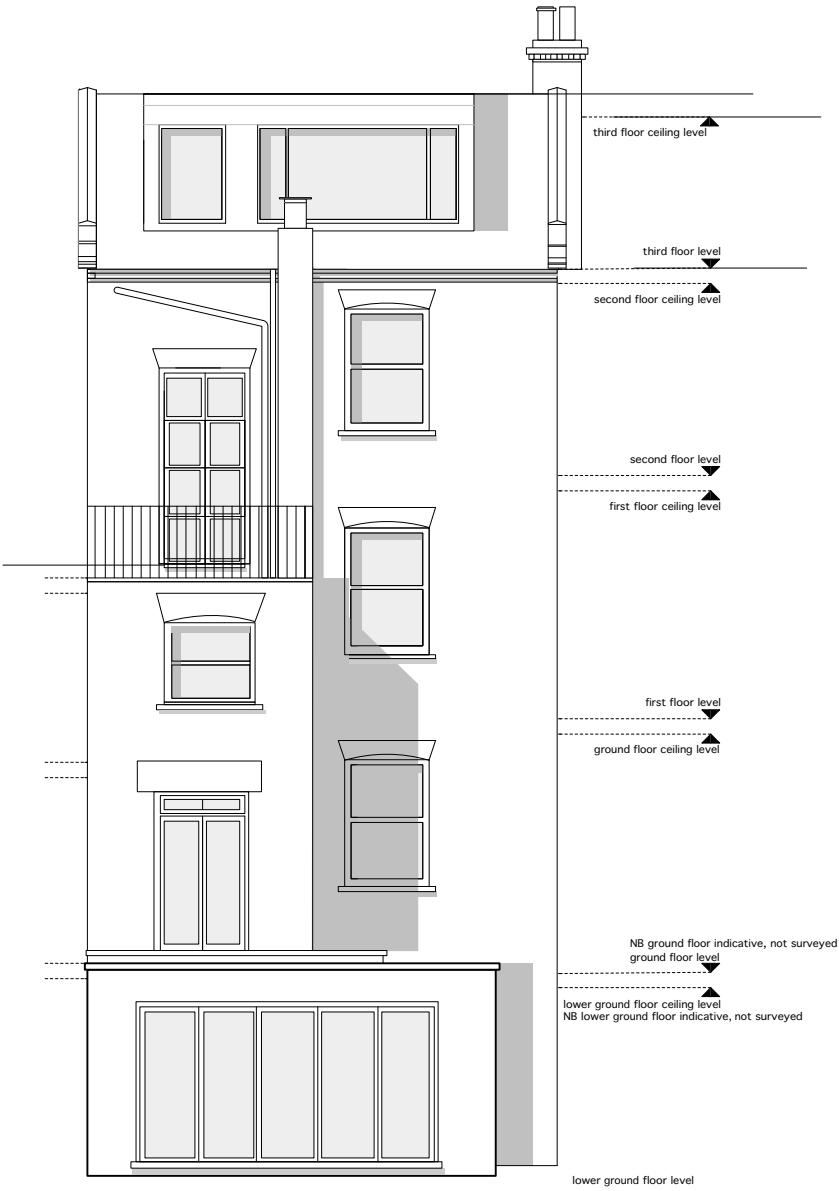 third floor ceiling level
third floor level
second floor ceiling level
second floor level
first floor ceiling level
first floor level
ground floor ceiling level
NB ground floor indicative, not surveyed
ground floor level
lower ground floor ceiling level
NB lower ground floor indicative, not surveyed
lower ground floor level